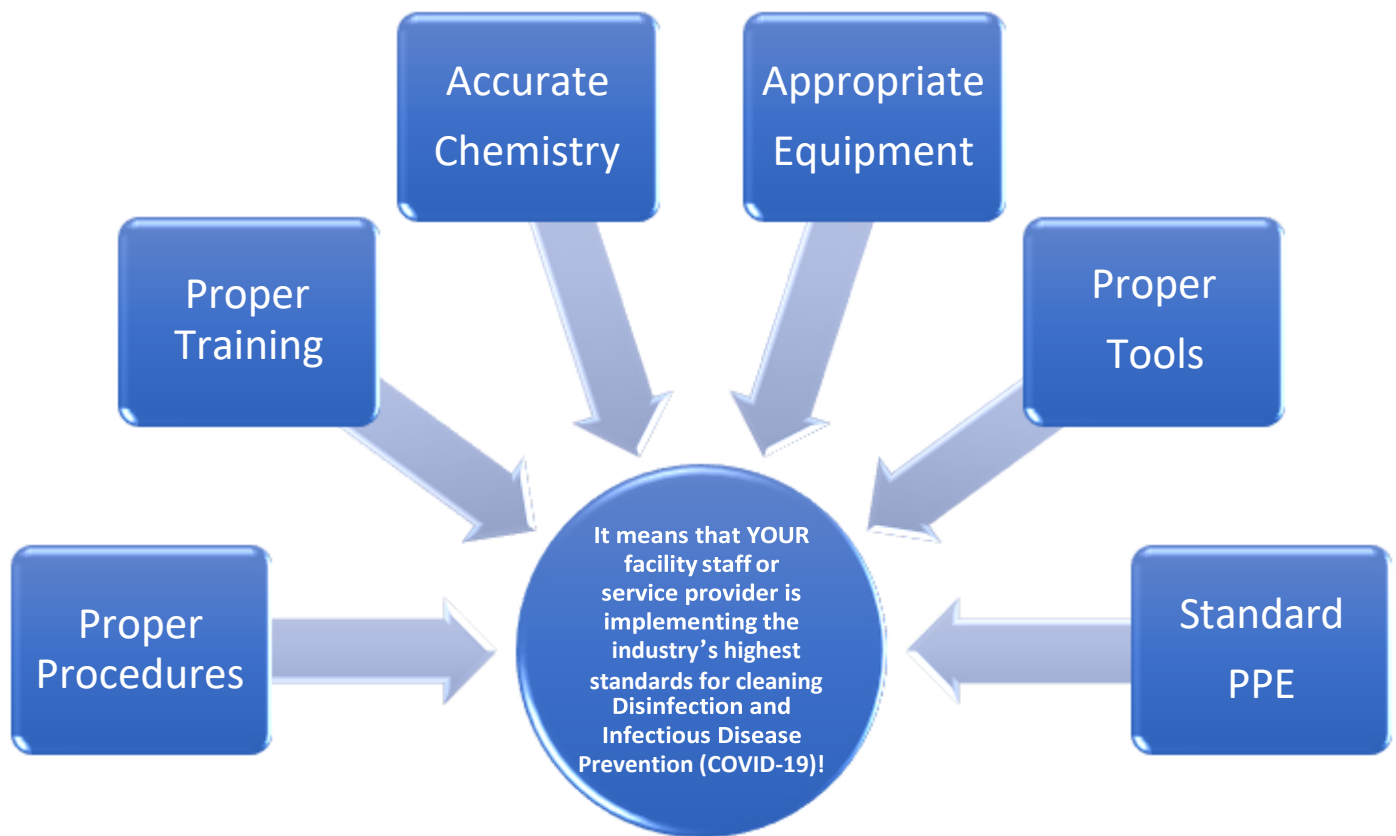 Accurate
Chemistry
Appropriate
Equipment
Proper
Training
Proper
Tools
Proper
Procedures
It means that YOUR
facility staff or
service provider is
implementing the
industry’s highest
standards for cleaning
Disinfection and
Infectious Disease
Prevention (COVID-19)!
Standard
PPE